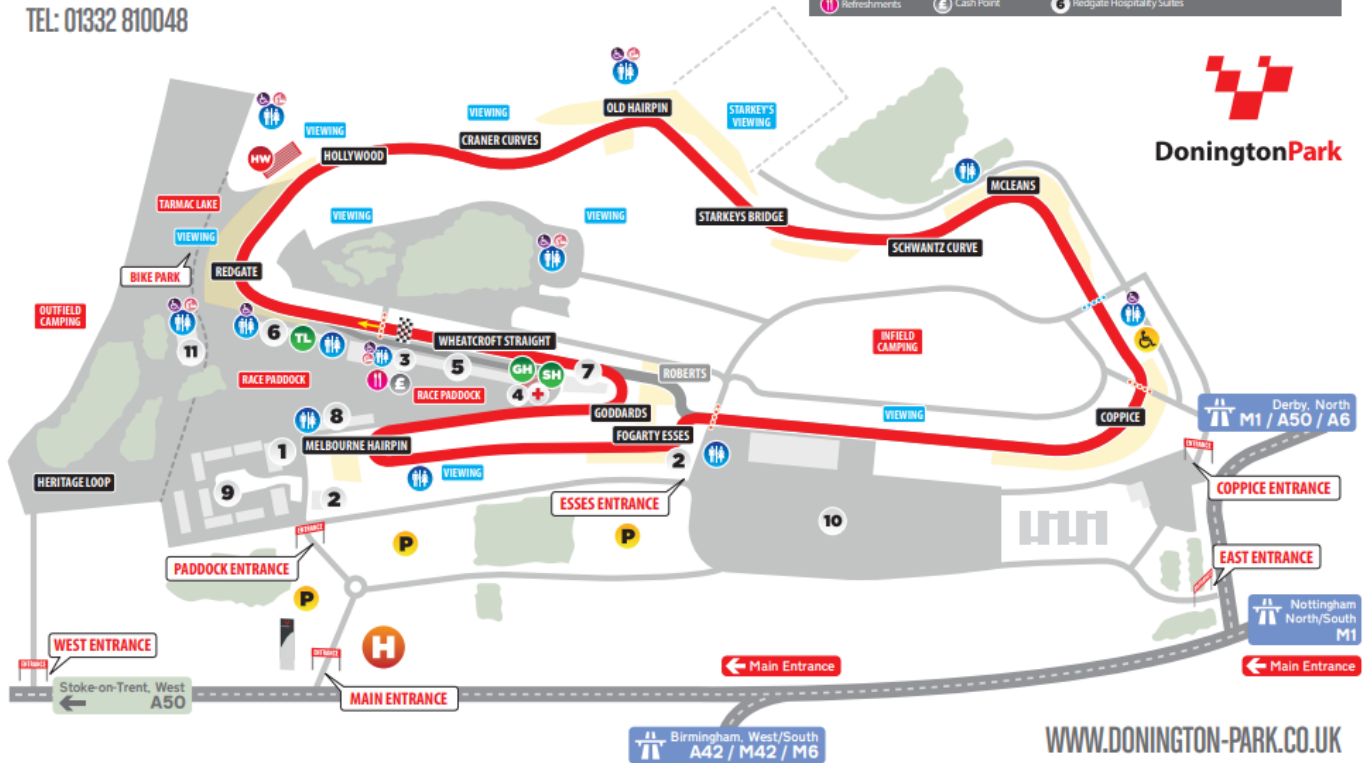 TEL: 01332 810048
Refreshments
£ Cash Point
6 Redgate Hospitality Suites
DoningtonPark
OLD HAIRPIN
VIEWING
STARKEY'S
VIEWING
VIEWING
CRANER CURVES
HOLLYWOOD
HW
MCLEANS
TARMAC LAKE
VIEWING
VIEWING
STARKEYS BRIDGE
VIEWING
SCHWANTZ CURVE
REDGATE
BIKE PARK
OUTFIELD
CAMPING
6
TL
11
WHEATCROFT STRAIGHT
INFIELD
CAMPING
3
5
GH
SH
7
ROBERTS
RACE PADDOCK
£
RACE PADDOCK
4
8
GODDARDS
VIEWING
COPPICE
Derby, North
M1 / A50 / A6
FOGARTY ESSES
MELBOURNE HAIRPIN
1
2
ENTRANCE
VIEWING
HERITAGE LOOP
9
2
COPPICE ENTRANCE
ESSES ENTRANCE
10
ENTRANCE
P
P
EAST ENTRANCE
PADDOCK ENTRANCE
ENTRANCE
P
Nottingham
North/South
M1
WEST ENTRANCE
H
ENTRANCE
ENTRANCE
Main Entrance
Main Entrance
Stoke-on-Trent, West
A50
MAIN ENTRANCE
Birmingham, West/South
A42 / M42 / M6
WWW.DONINGTON-PARK.CO.UK